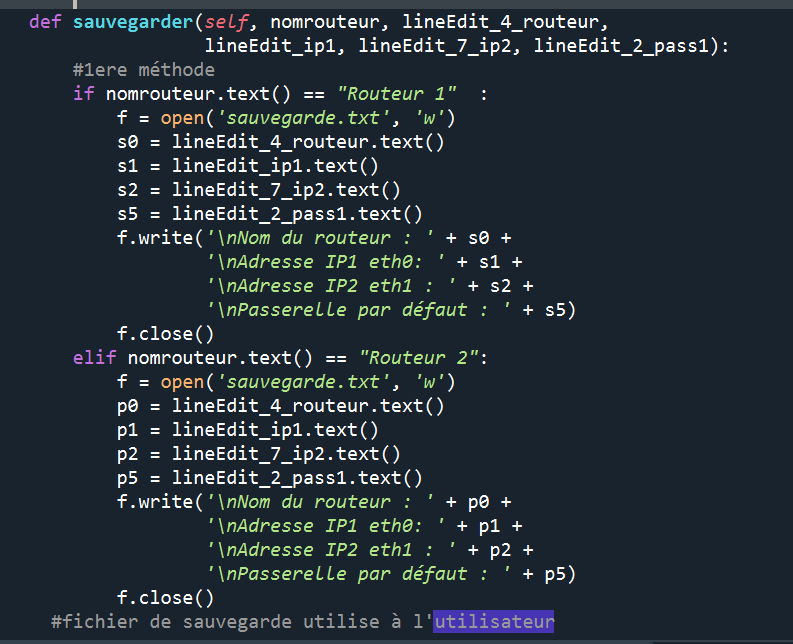 def sauvegarder(self, nomrouteur, lineEdit_4_routeur,
                lineEdit_ip1, lineEdit_7_ip2, lineEdit_2_pass1):
    #1ere méthode
    if nomrouteur.text() == "Routeur 1"  :
        f = open('sauvegarde.txt', 'w')
        s0 = lineEdit_4_routeur.text()
        s1 = lineEdit_ip1.text()
        s2 = lineEdit_7_ip2.text()
        s5 = lineEdit_2_pass1.text()
        f.write('\nNom du routeur : ' + s0 +
                '\nAdresse IP1 eth0: ' + s1 +
                '\nAdresse IP2 eth1 : ' + s2 +
                '\nPasserelle par défaut : ' + s5)
        f.close()
    elif nomrouteur.text() == "Routeur 2":
        f = open('sauvegarde.txt', 'w')
        p0 = lineEdit_4_routeur.text()
        p1 = lineEdit_ip1.text()
        p2 = lineEdit_7_ip2.text()
        p5 = lineEdit_2_pass1.text()
        f.write('\nNom du routeur : ' + p0 +
                '\nAdresse IP1 eth0: ' + p1 +
                '\nAdresse IP2 eth1 : ' + p2 +
                '\nPasserelle par défaut : ' + p5)
        f.close()
  #fichier de sauvegarde utilise à l'utilisateur